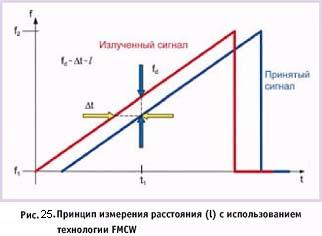 f
f₂
Излученный сигнал
f_d ~ Δt ~ l
f_d
Принятый
сигнал
Δt
f₁
t₁
t
Рис. 25. Принцип измерения расстояния (l) с использованием
технологии FMCW